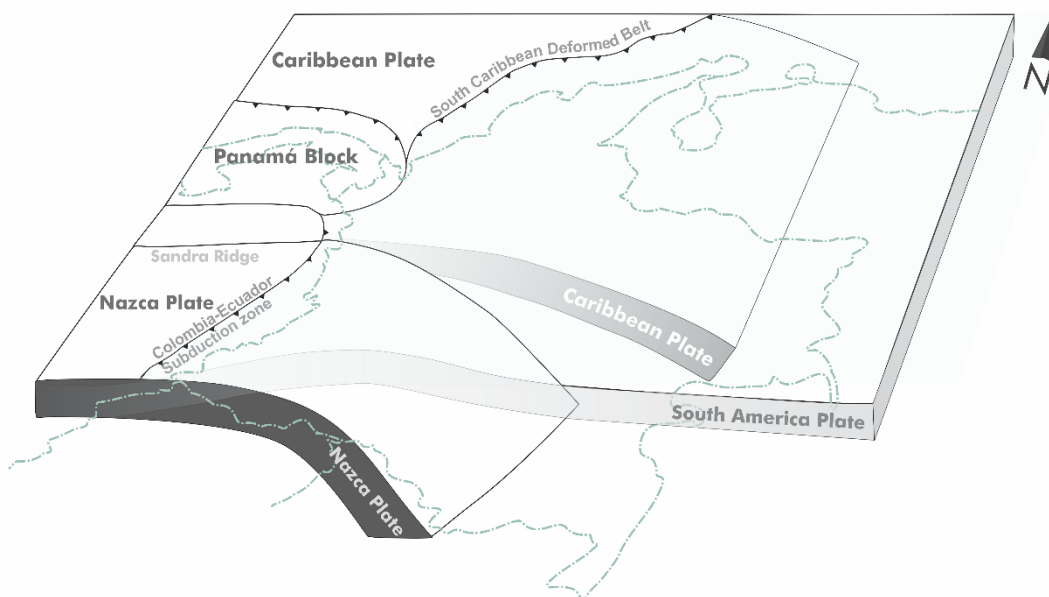 South Caribbean Deformed Belt
Caribbean Plate
N
Panamá Block
Sandra Ridge
Nazca Plate
Colombia-Ecuador
Subduction zone
Caribbean Plate
South America Plate
Nazca Plate